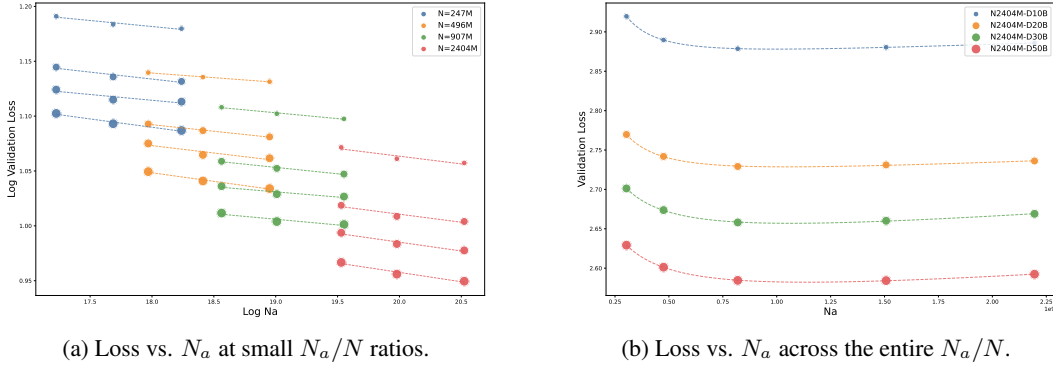 1.20
1.15
1.10
1.05
1.00
0.95
Log Validation Loss
17.5
18.0
18.5
19.0
19.5
20.0
20.5
Log Na
N=247M
N=496M
N=907M
N=2404M
(a) Loss vs. Nₐ at small Nₐ/N ratios.
2.90
2.85
2.80
2.75
2.70
2.65
2.60
Validation Loss
0.25
0.50
0.75
1.00
1.25
1.50
1.75
2.00
2.25
Na
N2404M-D10B
N2404M-D20B
N2404M-D30B
N2404M-D50B
(b) Loss vs. Nₐ across the entire Nₐ/N.